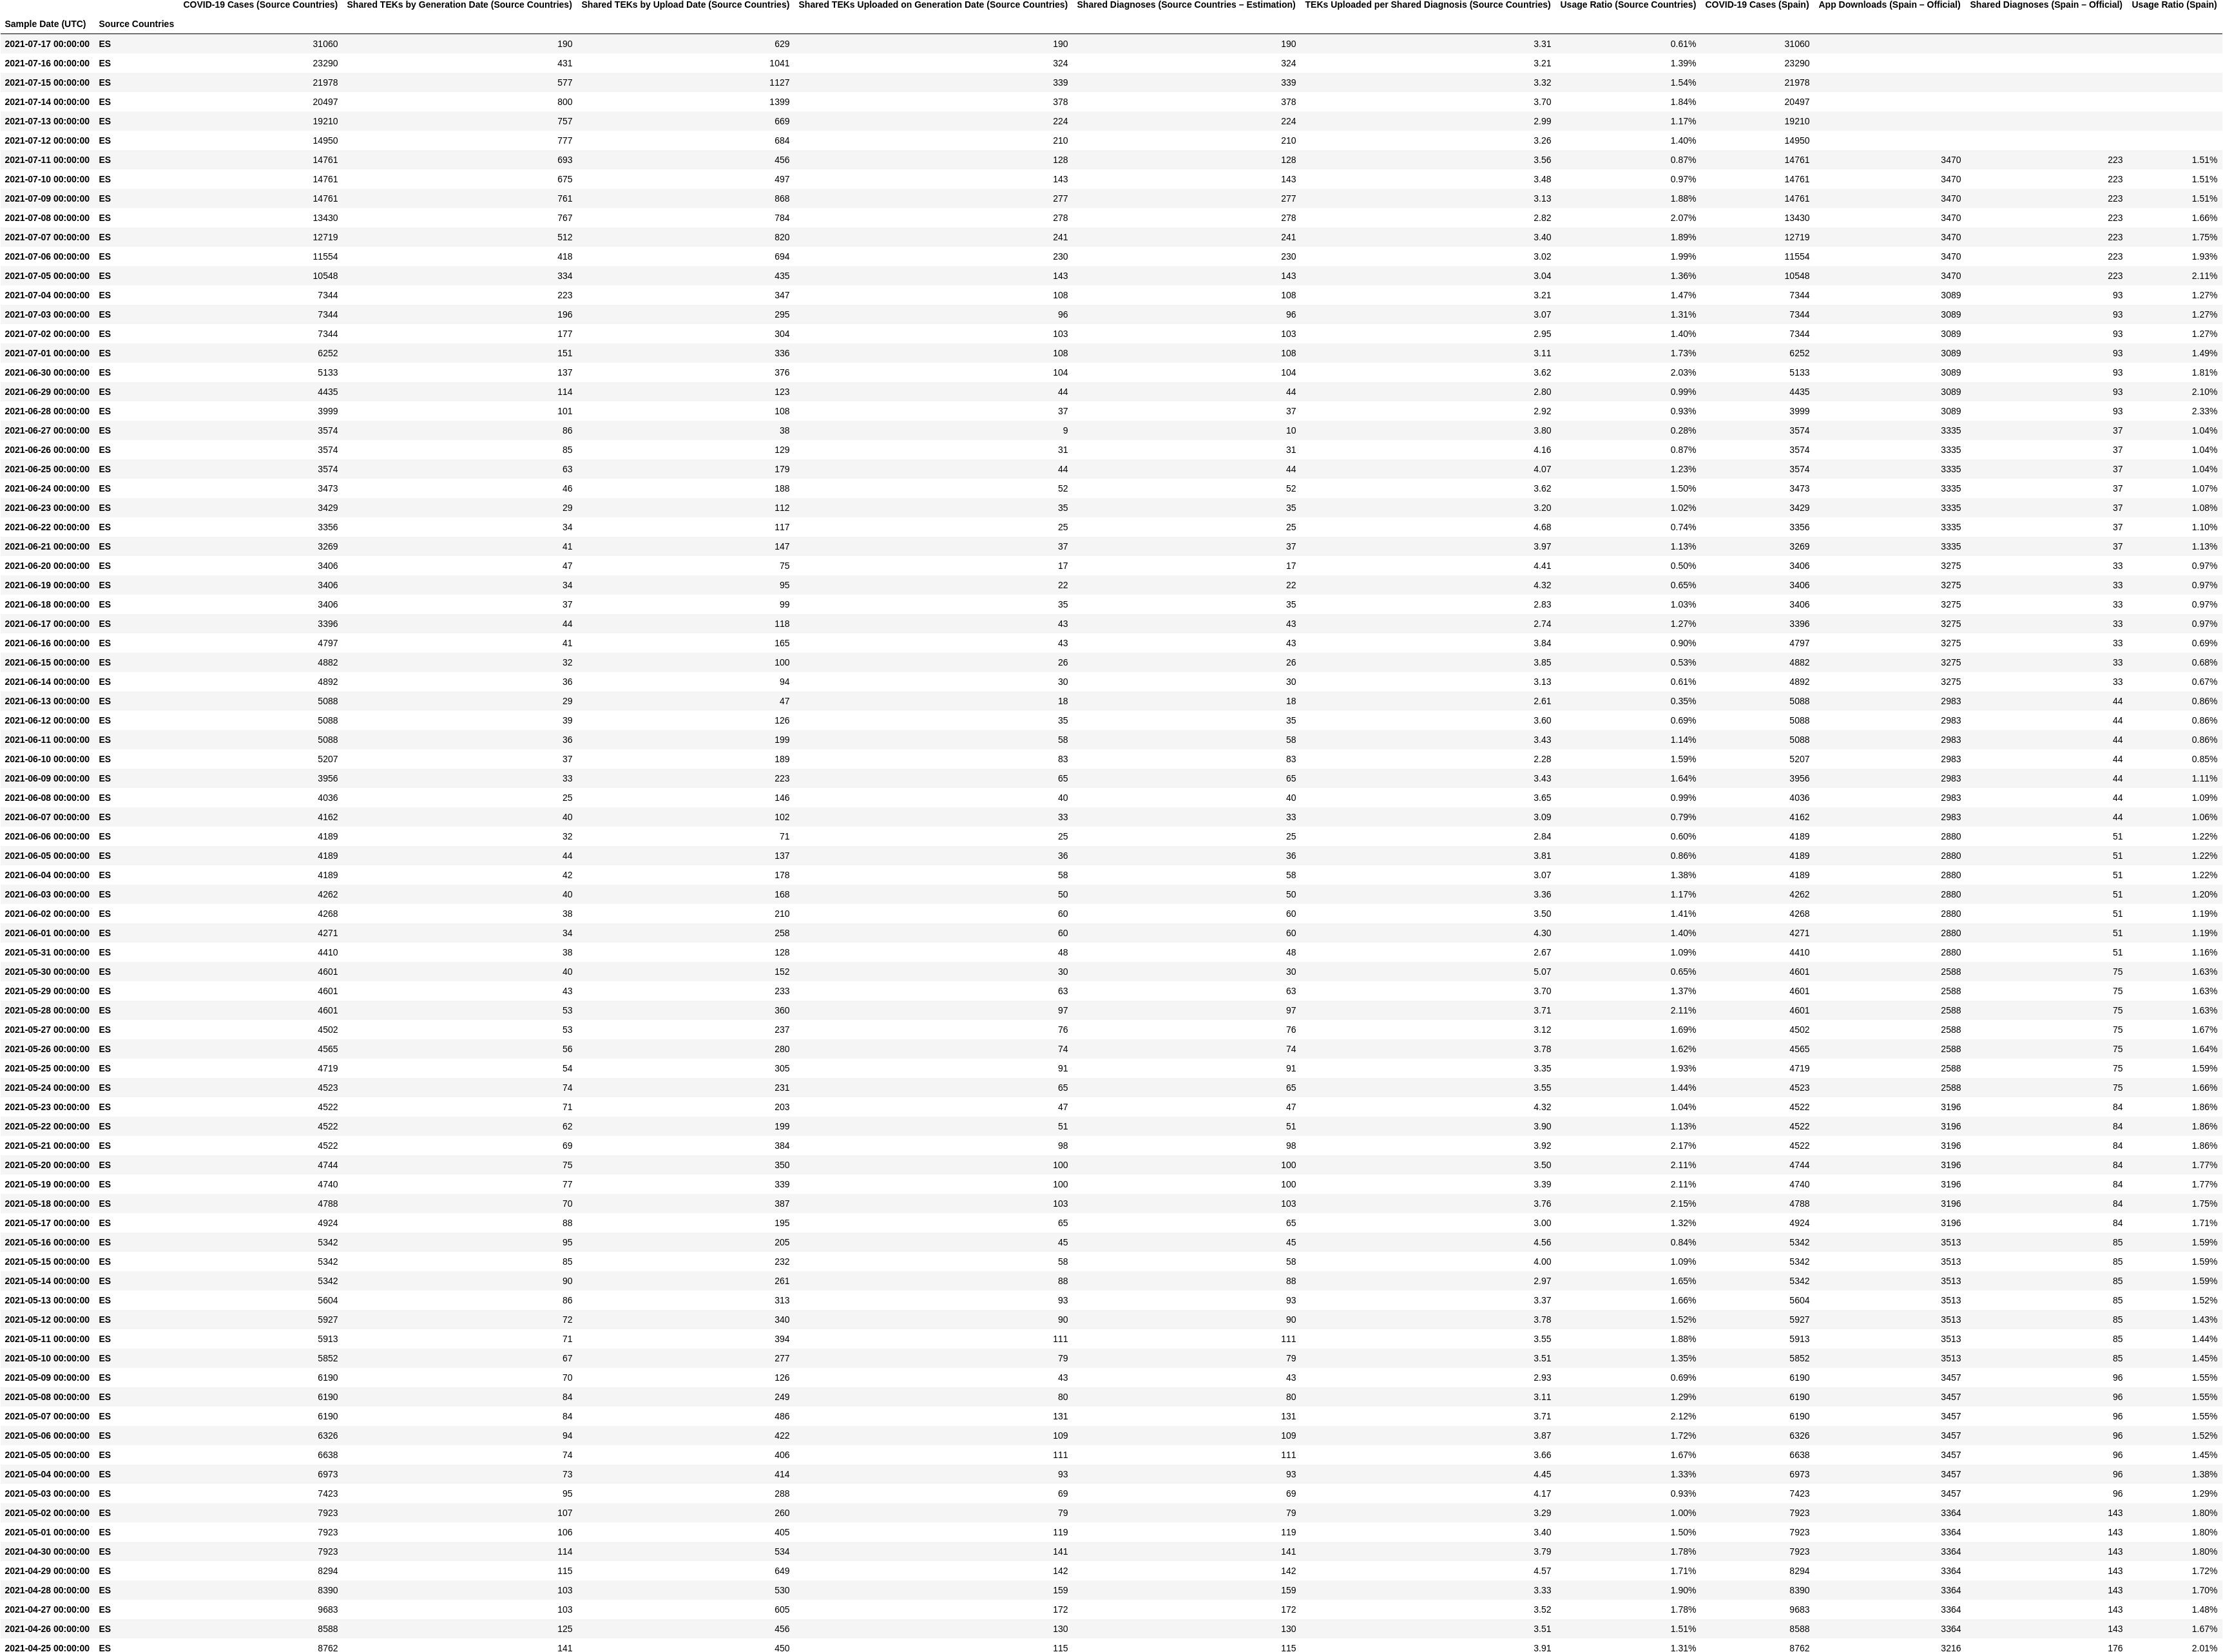 COVID-19 Cases (Source Countries) Shared TEKs by Generation Date (Source Countries) Shared TEKs by Upload Date (Source Countries) Shared TEKs Uploaded on Generation Date (Source Countries) Shared Diagnoses (Source Countries – Estimation) TEKs Uploaded per Shared Diagnosis (Source Countries) Usage Ratio (Source Countries) COVID-19 Cases (Spain) App Downloads (Spain – Official) Shared Diagnoses (Spain – Official) Usage Ratio (Spain)
Sample Date (UTC) Source Countries
2021-07-17 00:00:00 ES 31060 190 629 190 190 3.31 0.61% 31060
2021-07-16 00:00:00 ES 23290 431 1041 324 324 3.21 1.39% 23290
2021-07-15 00:00:00 ES 21978 577 1127 339 339 3.32 1.54% 21978
2021-07-14 00:00:00 ES 20497 800 1399 378 378 3.70 1.84% 20497
2021-07-13 00:00:00 ES 19210 757 669 224 224 2.99 1.17% 19210
2021-07-12 00:00:00 ES 14950 777 684 210 210 3.26 1.40% 14950
2021-07-11 00:00:00 ES 14761 693 456 128 128 3.56 0.87% 14761 3470 223 1.51%
2021-07-10 00:00:00 ES 14761 675 497 143 143 3.48 0.97% 14761 3470 223 1.51%
2021-07-09 00:00:00 ES 14761 761 868 277 277 3.13 1.88% 14761 3470 223 1.51%
2021-07-08 00:00:00 ES 13430 767 784 278 278 2.82 2.07% 13430 3470 223 1.66%
2021-07-07 00:00:00 ES 12719 512 820 241 241 3.40 1.89% 12719 3470 223 1.75%
2021-07-06 00:00:00 ES 11554 418 694 230 230 3.02 1.99% 11554 3470 223 1.93%
2021-07-05 00:00:00 ES 10548 334 435 143 143 3.04 1.36% 10548 3470 223 2.11%
2021-07-04 00:00:00 ES 7344 223 347 108 108 3.21 1.47% 7344 3089 93 1.27%
2021-07-03 00:00:00 ES 7344 196 295 96 96 3.07 1.31% 7344 3089 93 1.27%
2021-07-02 00:00:00 ES 7344 177 304 103 103 2.95 1.40% 7344 3089 93 1.27%
2021-07-01 00:00:00 ES 6252 151 336 108 108 3.11 1.73% 6252 3089 93 1.49%
2021-06-30 00:00:00 ES 5133 137 376 104 104 3.62 2.03% 5133 3089 93 1.81%
2021-06-29 00:00:00 ES 4435 114 123 44 44 2.80 0.99% 4435 3089 93 2.10%
2021-06-28 00:00:00 ES 3999 101 108 37 37 2.92 0.93% 3999 3089 93 2.33%
2021-06-27 00:00:00 ES 3574 86 38 9 10 3.80 0.28% 3574 3335 37 1.04%
2021-06-26 00:00:00 ES 3574 85 129 31 31 4.16 0.87% 3574 3335 37 1.04%
2021-06-25 00:00:00 ES 3574 63 179 44 44 4.07 1.23% 3574 3335 37 1.04%
2021-06-24 00:00:00 ES 3473 46 188 52 52 3.62 1.50% 3473 3335 37 1.07%
2021-06-23 00:00:00 ES 3429 29 112 35 35 3.20 1.02% 3429 3335 37 1.08%
2021-06-22 00:00:00 ES 3356 34 117 25 25 4.68 0.74% 3356 3335 37 1.10%
2021-06-21 00:00:00 ES 3269 41 147 37 37 3.97 1.13% 3269 3335 37 1.13%
2021-06-20 00:00:00 ES 3406 47 75 17 17 4.41 0.50% 3406 3275 33 0.97%
2021-06-19 00:00:00 ES 3406 34 95 22 22 4.32 0.65% 3406 3275 33 0.97%
2021-06-18 00:00:00 ES 3406 37 99 35 35 2.83 1.03% 3406 3275 33 0.97%
2021-06-17 00:00:00 ES 3396 44 118 43 43 2.74 1.27% 3396 3275 33 0.97%
2021-06-16 00:00:00 ES 4797 41 165 43 43 3.84 0.90% 4797 3275 33 0.69%
2021-06-15 00:00:00 ES 4882 32 100 26 26 3.85 0.53% 4882 3275 33 0.68%
2021-06-14 00:00:00 ES 4892 36 94 30 30 3.13 0.61% 4892 3275 33 0.67%
2021-06-13 00:00:00 ES 5088 29 47 18 18 2.61 0.35% 5088 2983 44 0.86%
2021-06-12 00:00:00 ES 5088 39 126 35 35 3.60 0.69% 5088 2983 44 0.86%
2021-06-11 00:00:00 ES 5088 36 199 58 58 3.43 1.14% 5088 2983 44 0.86%
2021-06-10 00:00:00 ES 5207 37 189 83 83 2.28 1.59% 5207 2983 44 0.85%
2021-06-09 00:00:00 ES 3956 33 223 65 65 3.43 1.64% 3956 2983 44 1.11%
2021-06-08 00:00:00 ES 4036 25 146 40 40 3.65 0.99% 4036 2983 44 1.09%
2021-06-07 00:00:00 ES 4162 40 102 33 33 3.09 0.79% 4162 2983 44 1.06%
2021-06-06 00:00:00 ES 4189 32 71 25 25 2.84 0.60% 4189 2880 51 1.22%
2021-06-05 00:00:00 ES 4189 44 137 36 36 3.81 0.86% 4189 2880 51 1.22%
2021-06-04 00:00:00 ES 4189 42 178 58 58 3.07 1.38% 4189 2880 51 1.22%
2021-06-03 00:00:00 ES 4262 40 168 50 50 3.36 1.17% 4262 2880 51 1.20%
2021-06-02 00:00:00 ES 4268 38 210 60 60 3.50 1.41% 4268 2880 51 1.19%
2021-06-01 00:00:00 ES 4271 34 258 60 60 4.30 1.40% 4271 2880 51 1.19%
2021-05-31 00:00:00 ES 4410 38 128 48 48 2.67 1.09% 4410 2880 51 1.16%
2021-05-30 00:00:00 ES 4601 40 152 30 30 5.07 0.65% 4601 2588 75 1.63%
2021-05-29 00:00:00 ES 4601 43 233 63 63 3.70 1.37% 4601 2588 75 1.63%
2021-05-28 00:00:00 ES 4601 53 360 97 97 3.71 2.11% 4601 2588 75 1.63%
2021-05-27 00:00:00 ES 4502 53 237 76 76 3.12 1.69% 4502 2588 75 1.67%
2021-05-26 00:00:00 ES 4565 56 280 74 74 3.78 1.62% 4565 2588 75 1.64%
2021-05-25 00:00:00 ES 4719 54 305 91 91 3.35 1.93% 4719 2588 75 1.59%
2021-05-24 00:00:00 ES 4523 74 231 65 65 3.55 1.44% 4523 2588 75 1.66%
2021-05-23 00:00:00 ES 4522 71 203 47 47 4.32 1.04% 4522 3196 84 1.86%
2021-05-22 00:00:00 ES 4522 62 199 51 51 3.90 1.13% 4522 3196 84 1.86%
2021-05-21 00:00:00 ES 4522 69 384 98 98 3.92 2.17% 4522 3196 84 1.86%
2021-05-20 00:00:00 ES 4744 75 350 100 100 3.50 2.11% 4744 3196 84 1.77%
2021-05-19 00:00:00 ES 4740 77 339 100 100 3.39 2.11% 4740 3196 84 1.77%
2021-05-18 00:00:00 ES 4788 70 387 103 103 3.76 2.15% 4788 3196 84 1.75%
2021-05-17 00:00:00 ES 4924 88 195 65 65 3.00 1.32% 4924 3196 84 1.71%
2021-05-16 00:00:00 ES 5342 95 205 45 45 4.56 0.84% 5342 3513 85 1.59%
2021-05-15 00:00:00 ES 5342 85 232 58 58 4.00 1.09% 5342 3513 85 1.59%
2021-05-14 00:00:00 ES 5342 90 261 88 88 2.97 1.65% 5342 3513 85 1.59%
2021-05-13 00:00:00 ES 5604 86 313 93 93 3.37 1.66% 5604 3513 85 1.52%
2021-05-12 00:00:00 ES 5927 72 340 90 90 3.78 1.52% 5927 3513 85 1.43%
2021-05-11 00:00:00 ES 5913 71 394 111 111 3.55 1.88% 5913 3513 85 1.44%
2021-05-10 00:00:00 ES 5852 67 277 79 79 3.51 1.35% 5852 3513 85 1.45%
2021-05-09 00:00:00 ES 6190 70 126 43 43 2.93 0.69% 6190 3457 96 1.55%
2021-05-08 00:00:00 ES 6190 84 249 80 80 3.11 1.29% 6190 3457 96 1.55%
2021-05-07 00:00:00 ES 6190 84 486 131 131 3.71 2.12% 6190 3457 96 1.55%
2021-05-06 00:00:00 ES 6326 94 422 109 109 3.87 1.72% 6326 3457 96 1.52%
2021-05-05 00:00:00 ES 6638 74 406 111 111 3.66 1.67% 6638 3457 96 1.45%
2021-05-04 00:00:00 ES 6973 73 414 93 93 4.45 1.33% 6973 3457 96 1.38%
2021-05-03 00:00:00 ES 7423 95 288 69 69 4.17 0.93% 7423 3457 96 1.29%
2021-05-02 00:00:00 ES 7923 107 260 79 79 3.29 1.00% 7923 3364 143 1.80%
2021-05-01 00:00:00 ES 7923 106 405 119 119 3.40 1.50% 7923 3364 143 1.80%
2021-04-30 00:00:00 ES 7923 114 534 141 141 3.79 1.78% 7923 3364 143 1.80%
2021-04-29 00:00:00 ES 8294 115 649 142 142 4.57 1.71% 8294 3364 143 1.72%
2021-04-28 00:00:00 ES 8390 103 530 159 159 3.33 1.90% 8390 3364 143 1.70%
2021-04-27 00:00:00 ES 9683 103 605 172 172 3.52 1.78% 9683 3364 143 1.48%
2021-04-26 00:00:00 ES 8588 125 456 130 130 3.51 1.51% 8588 3364 143 1.67%
2021-04-25 00:00:00 ES 8762 141 450 115 115 3.91 1.31% 8762 3216 176 2.01%